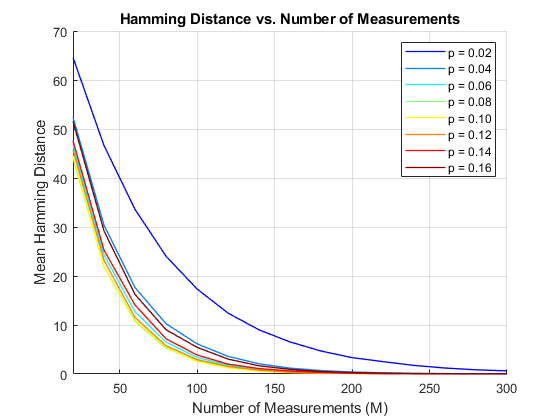 Hamming Distance vs. Number of Measurements
Mean Hamming Distance
70
60
50
40
30
20
10
0
50
100
150
200
250
300
Number of Measurements (M)
p = 0.02
p = 0.04
p = 0.06
p = 0.08
p = 0.10
p = 0.12
p = 0.14
p = 0.16